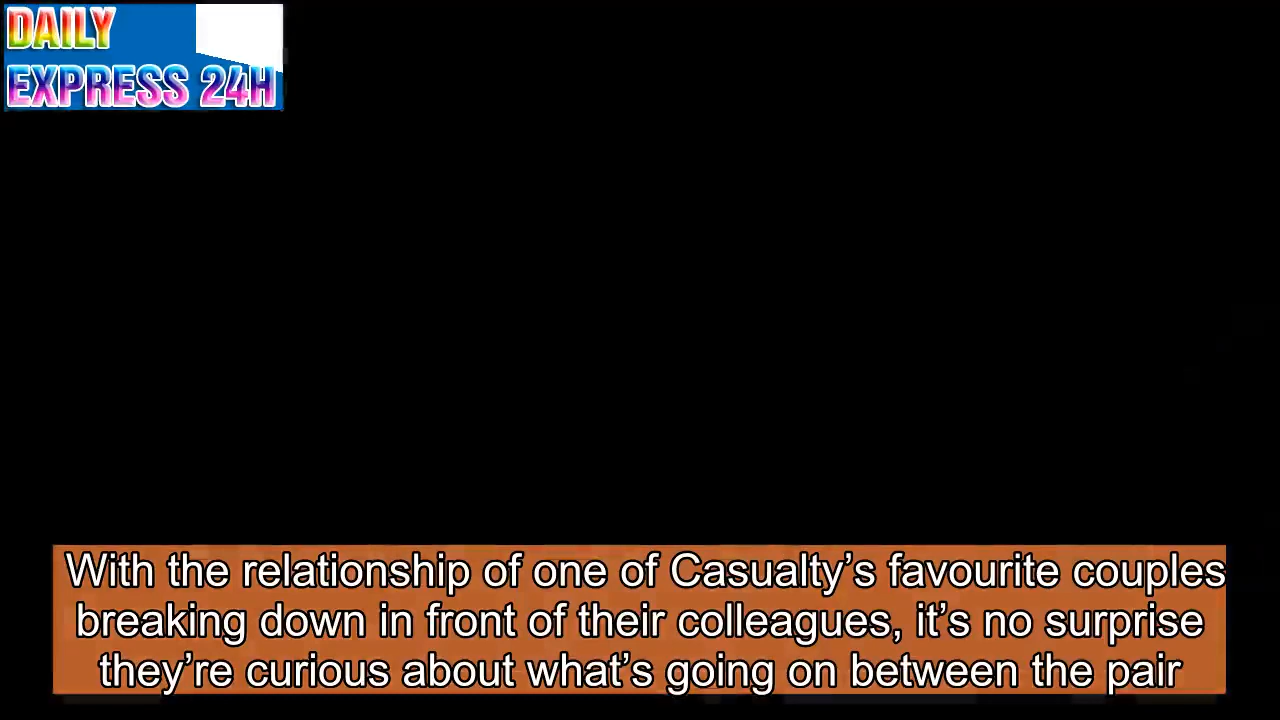 DAILY
EXPRESS 24H
With the relationship of one of Casualty’s favourite couples
breaking down in front of their colleagues, it’s no surprise
they’re curious about what’s going on between the pair